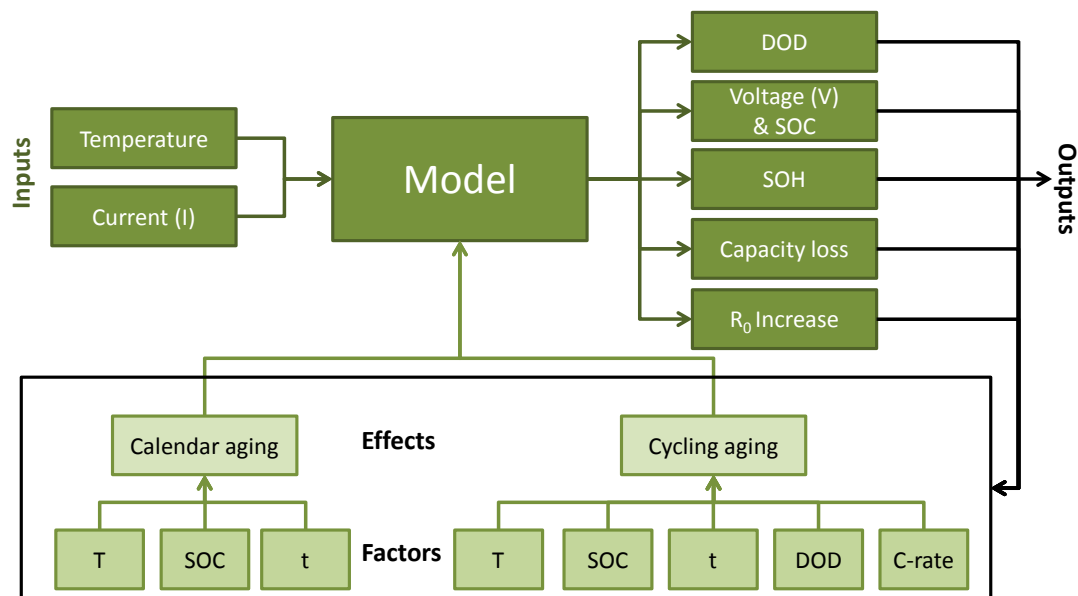 Inputs
Temperature
Current (I)
Model
DOD
Voltage (V)
& SOC
SOH
Capacity loss
R₀ Increase
Outputs
Calendar aging
Effects
Cycling aging
T
SOC
t
Factors
T
SOC
t
DOD
C-rate